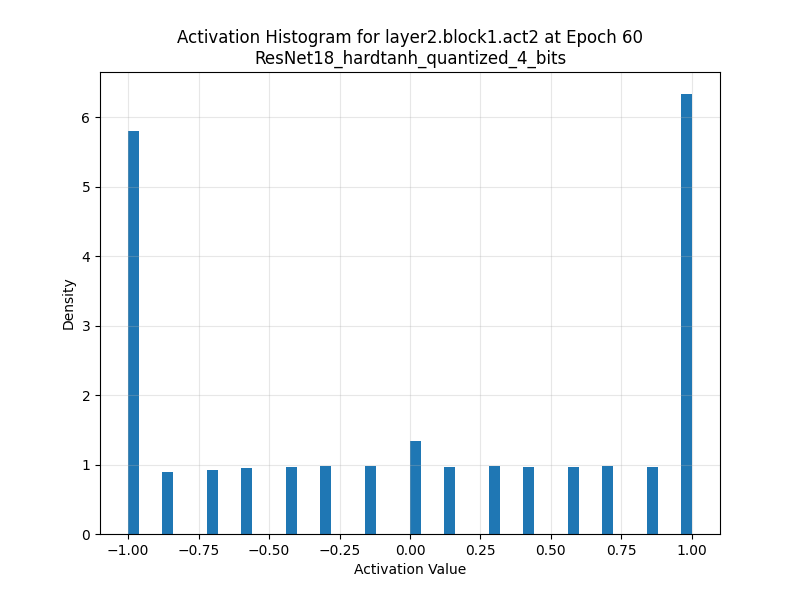 Activation Histogram for layer2.block1.act2 at Epoch 60
ResNet18_hardtanh_quantized_4_bits
6
5
4
3
2
1
0
Density
−1.00 −0.75 −0.50 −0.25 0.00 0.25 0.50 0.75 1.00
Activation Value